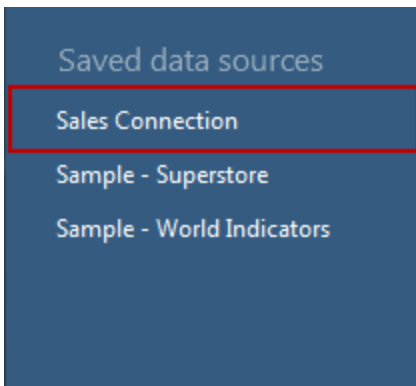 Saved data sources
Sales Connection
Sample - Superstore
Sample - World Indicators